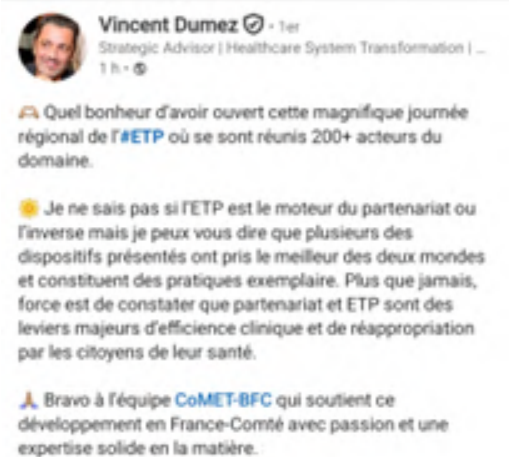 Vincent Dumez • 1er
Strategic Advisor | Healthcare System Transformation | ...
1 h •
🫶🏼 Quel bonheur d'avoir ouvert cette magnifique journée
régional de l'#ETP où se sont réunis 200+ acteurs du
domaine.
☀️ Je ne sais pas si l'ETP est le moteur du partenariat ou
l'inverse mais je peux vous dire que plusieurs des
dispositifs présentés ont pris le meilleur des deux mondes
et constituent des pratiques exemplaire. Plus que jamais,
force est de constater que partenariat et ETP sont des
leviers majeurs d'efficience clinique et de réappropriation
par les citoyens de leur santé.
🙏🏼 Bravo à l'équipe CoMET-BFC qui soutient ce
développement en France-Comté avec passion et une
expertise solide en la matière.